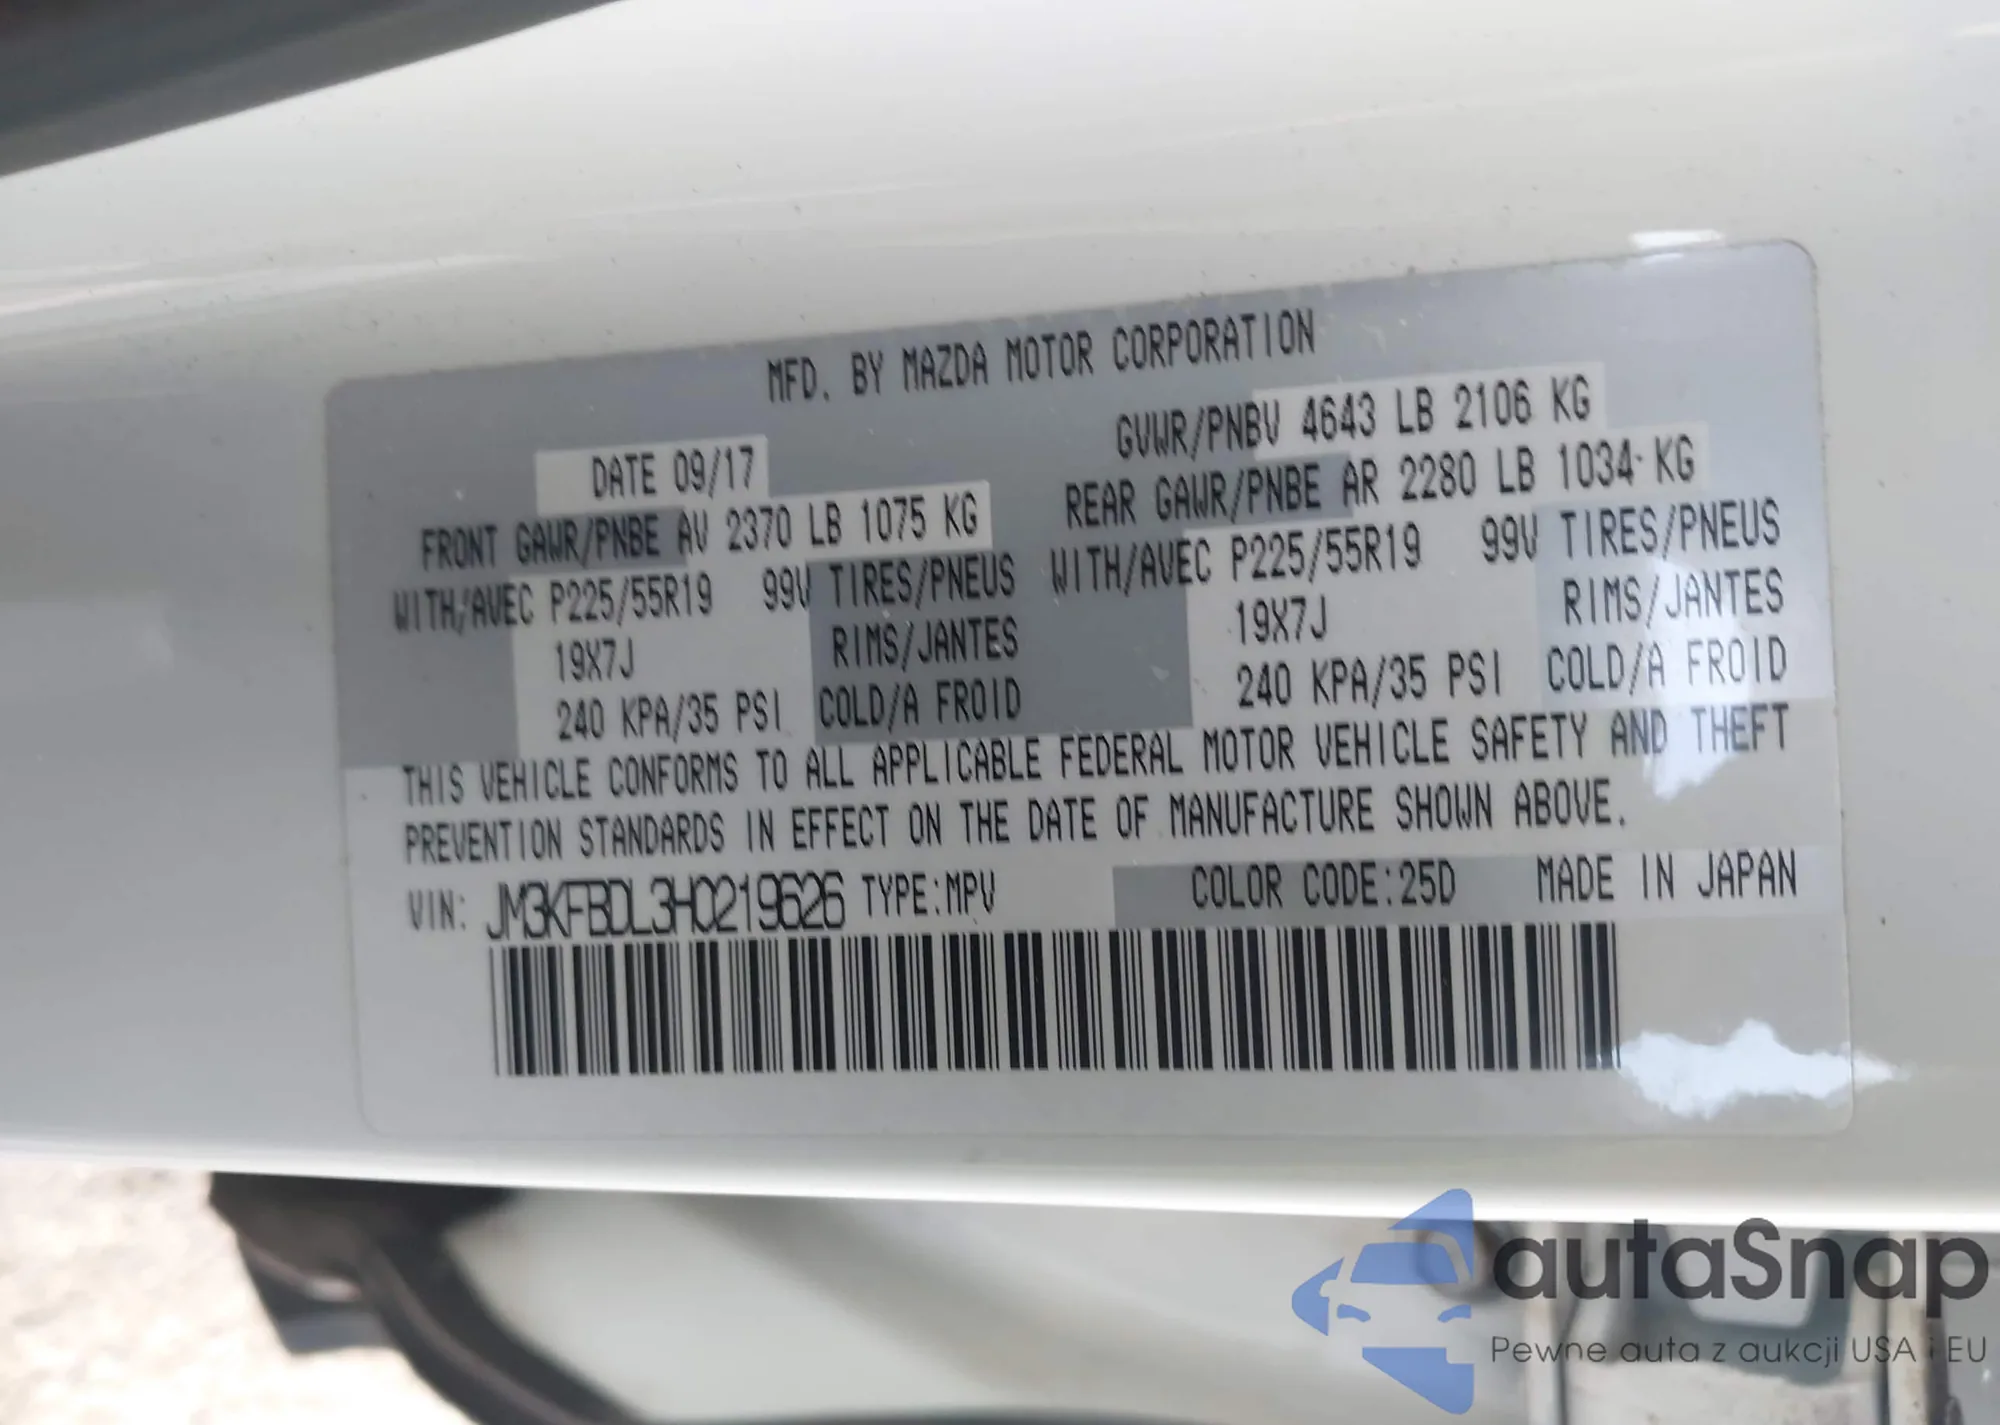 MFD. BY MAZDA MOTOR CORPORATION
DATE 09/17
GVWR/PNBV 4643 LB 2106 KG
FRONT GAWR/PNBE AV 2370 LB 1075 KG
REAR GAWR/PNBE AR 2280 LB 1034 KG
WITH/AVEC P225/55R19 99V TIRES/PNEUS
WITH/AVEC P225/55R19 99V TIRES/PNEUS
19X7J RIMS/JANTES
19X7J RIMS/JANTES
240 KPA/35 PSI COLD/A FROID
240 KPA/35 PSI COLD/A FROID
THIS VEHICLE CONFORMS TO ALL APPLICABLE FEDERAL MOTOR VEHICLE SAFETY AND THEFT
PREVENTION STANDARDS IN EFFECT ON THE DATE OF MANUFACTURE SHOWN ABOVE.
VIN: JM3KFBDL3H0219626 TYPE:MPV COLOR CODE:25D MADE IN JAPAN
autaSnap
Pewne auta z aukcji USA i EU